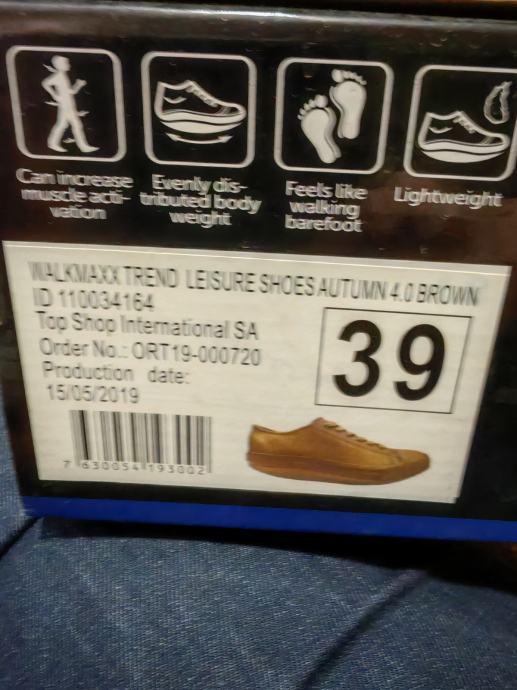 Can increase
muscle acti-
vation
Evenly dis-
tributed body
weight
Feels like
walking
barefoot
Lightweight
WALKMAXX TREND LEISURE SHOES AUTUMN 4.0 BROWN
ID 110034164
Top Shop International SA
Order No.: ORT19-000720
Production date:
15/05/2019
39
7 630054 193002